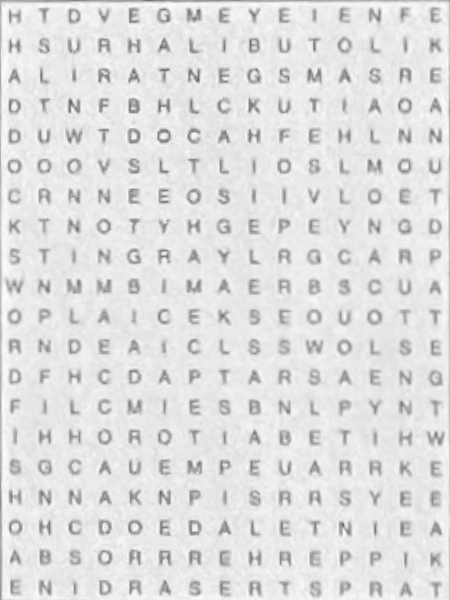 H T D V E G M E Y E I E N F E
H S U R H A L I B U T O L I K
A L I R A T N E G S M A S R E
D T N F B H L C K U T I A O A
D U W T D O C A H F E H L N N
O O O V S L T L I O S L M O U
C R N N E E O S I I V L O E T
K T N O T Y H G E P E Y N G D
S T I N G R A Y L R G C A R P
W N M M B I M A E R B S C U A
O P L A I C E K S E O U O T T
R N D E A I C L S S W O L S E
D F H C D A P T A R S A E N G
F I L C M I E S B N L P Y N T
I H H O R O T I A B E T I H W
S G C A U E M P E U A R R K E
H N N A K N P I S R R S Y E E
O H C D O E D A L E T N I E A
A B S O R R R E H R E P P I K
E N I D R A S E R T S P R A T